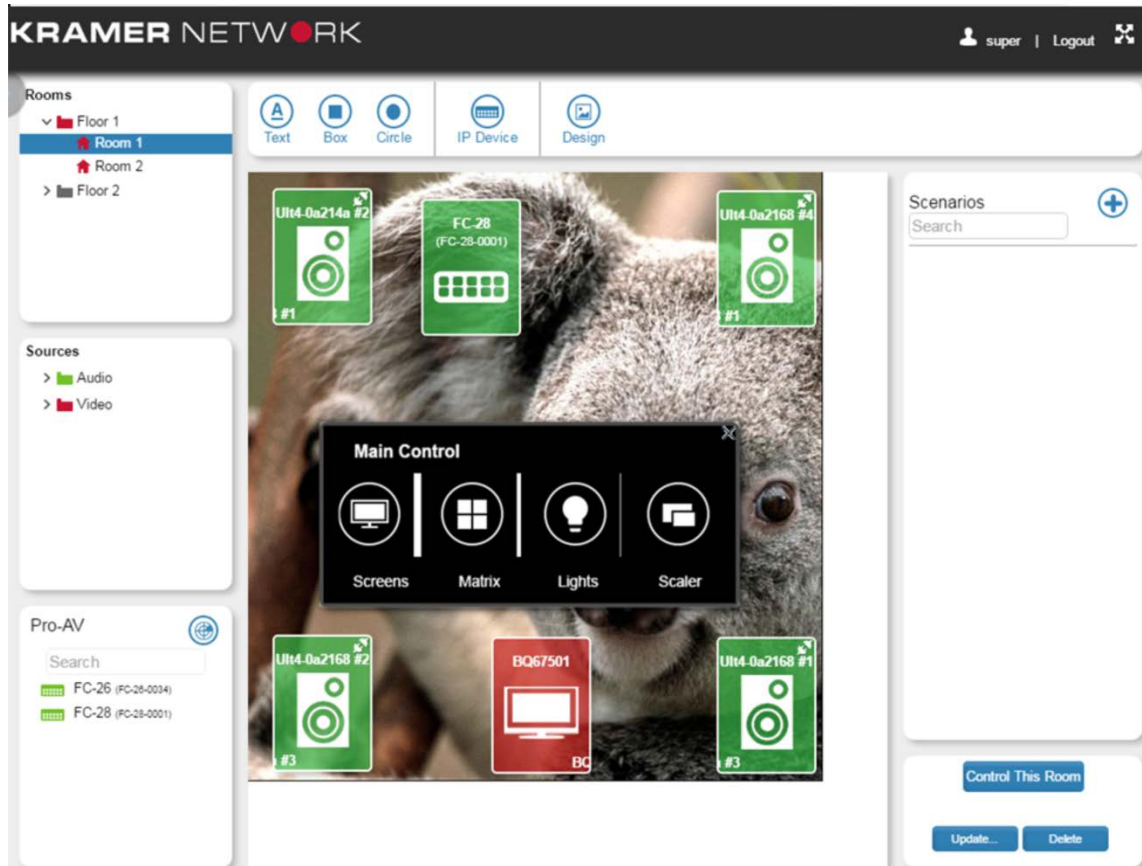 KRAMER NETWORK
super | Logout
Rooms
Floor 1
Room 1
Room 2
Floor 2
Text Box Circle IP Device Design
Sources
Audio
Video
Pro-AV
Search
FC-26 (FC-26-0034)
FC-28 (FC-28-0001)
Ult4-0a214a #2
#1
FC-28
(FC-28-0001)
Ult4-0a2168 #4
#1
Main Control
Screens Matrix Lights Scaler
Ult4-0a2168 #2
#3
BQ67501
BQ
Ult4-0a2168 #1
#3
Scenarios
Search
Control This Room
Update... Delete